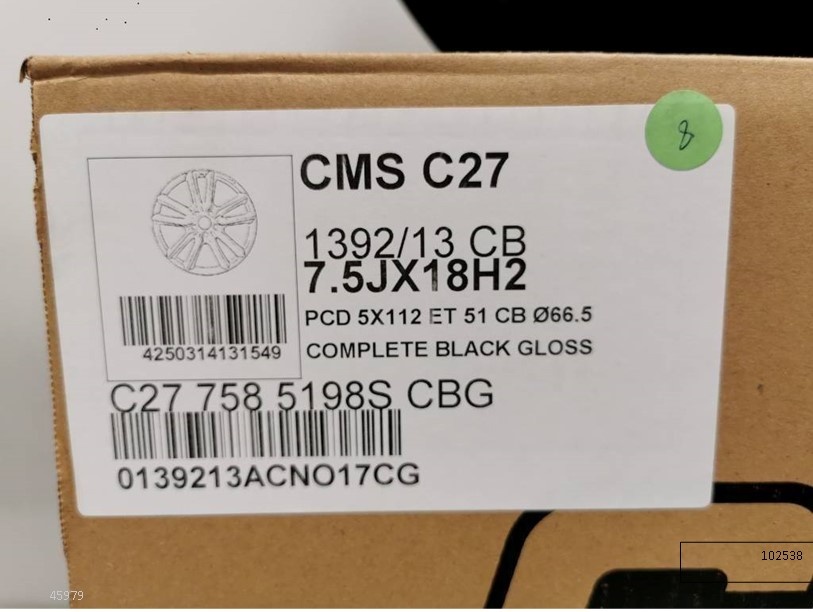 8
CMS C27
1392/13 CB
7.5JX18H2
PCD 5X112 ET 51 CB Ø66.5
4250314131549
COMPLETE BLACK GLOSS
C27 758 5198S CBG
0139213ACNO17CG
102538
45979